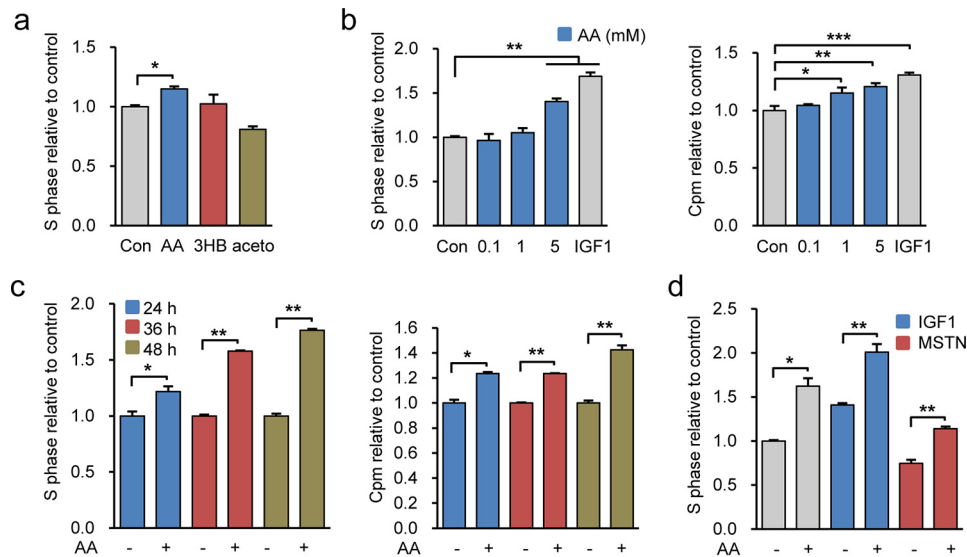 a
S phase relative to control
1.5
1.0
0.5
0.0
*
Con AA 3HB aceto
b
AA (mM)
S phase relative to control
2.0
1.5
1.0
0.5
0.0
**
Con 0.1 1 5 IGF1
Cpm relative to control
1.5
1.0
0.5
0.0
***
**
*
Con 0.1 1 5 IGF1
c
S phase relative to control
2.0
1.5
1.0
0.5
0.0
24 h
36 h
48 h
* ** **
AA - + - + - +
Cpm relative to control
1.6
1.4
1.2
1.0
0.8
0.6
0.4
0.2
0.0
* ** **
AA - + - + - +
d
S phase relative to control
2.5
2.0
1.5
1.0
0.5
0.0
IGF1
MSTN
* ** **
AA - + - + - +